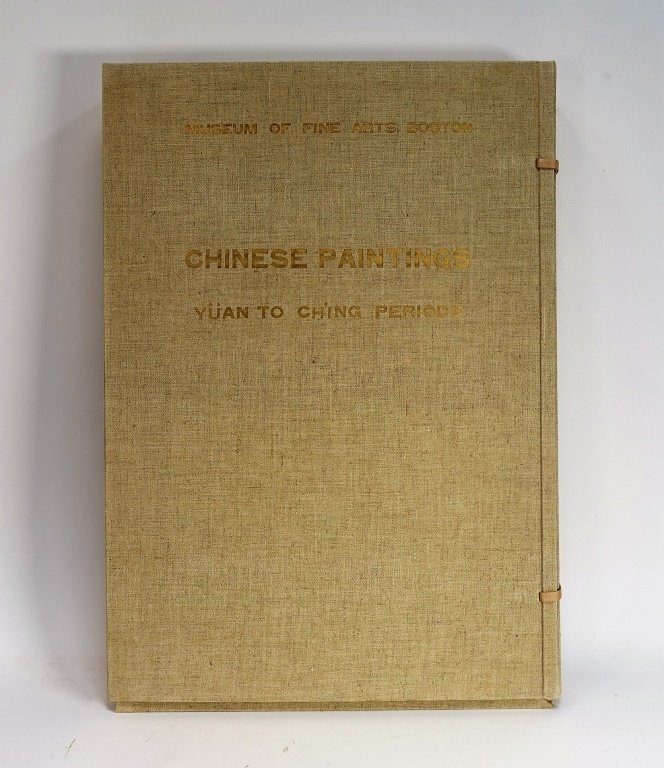 MUSEUM OF FINE ARTS, BOSTON
CHINESE PAINTINGS
YÜAN TO CH'ING PERIODS